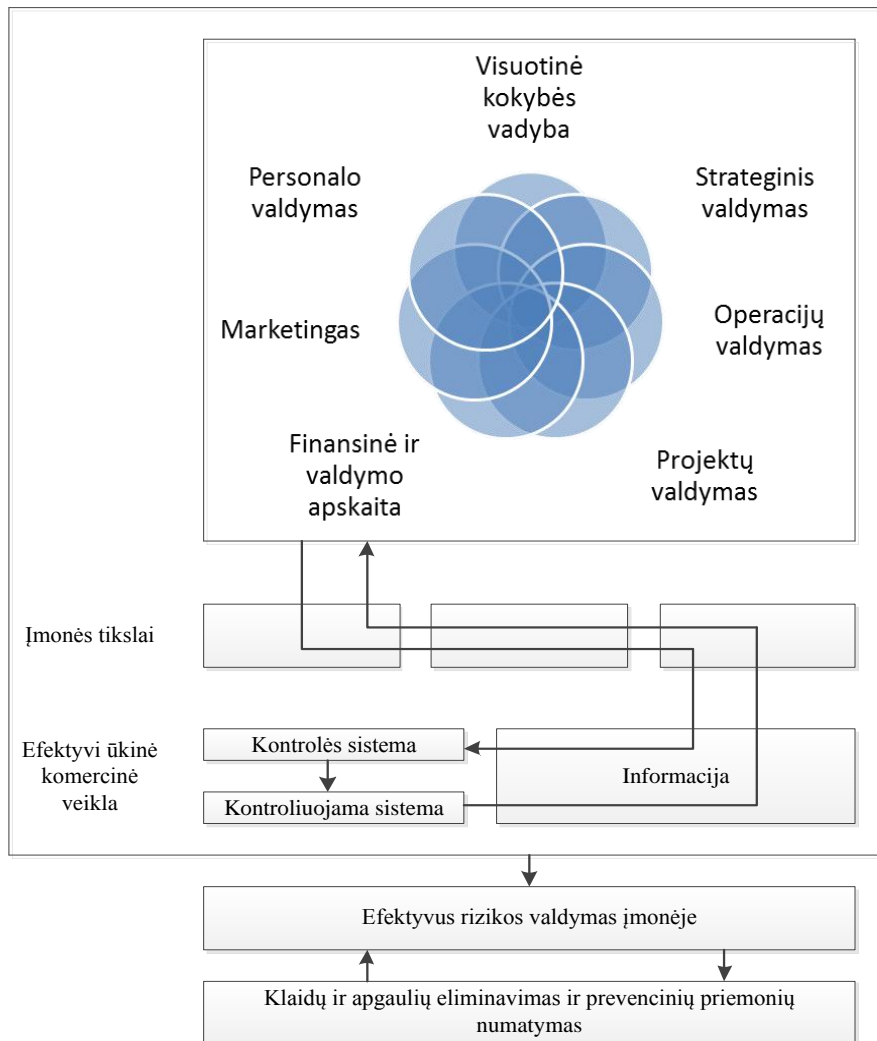 Visuotinė
kokybės
vadyba
Personalo
valdymas
Strateginis
valdymas
Marketingas
Operacijų
valdymas
Finansinė ir
valdymo
apskaita
Projektų
valdymas
Įmonės tikslai
Efektyvi ūkinė
komercinė
veikla
Kontrolės sistema
Informacija
Kontroliuojama sistema
Efektyvus rizikos valdymas įmonėje
Klaidų ir apgaulių eliminavimas ir prevencinių priemonių
numatymas